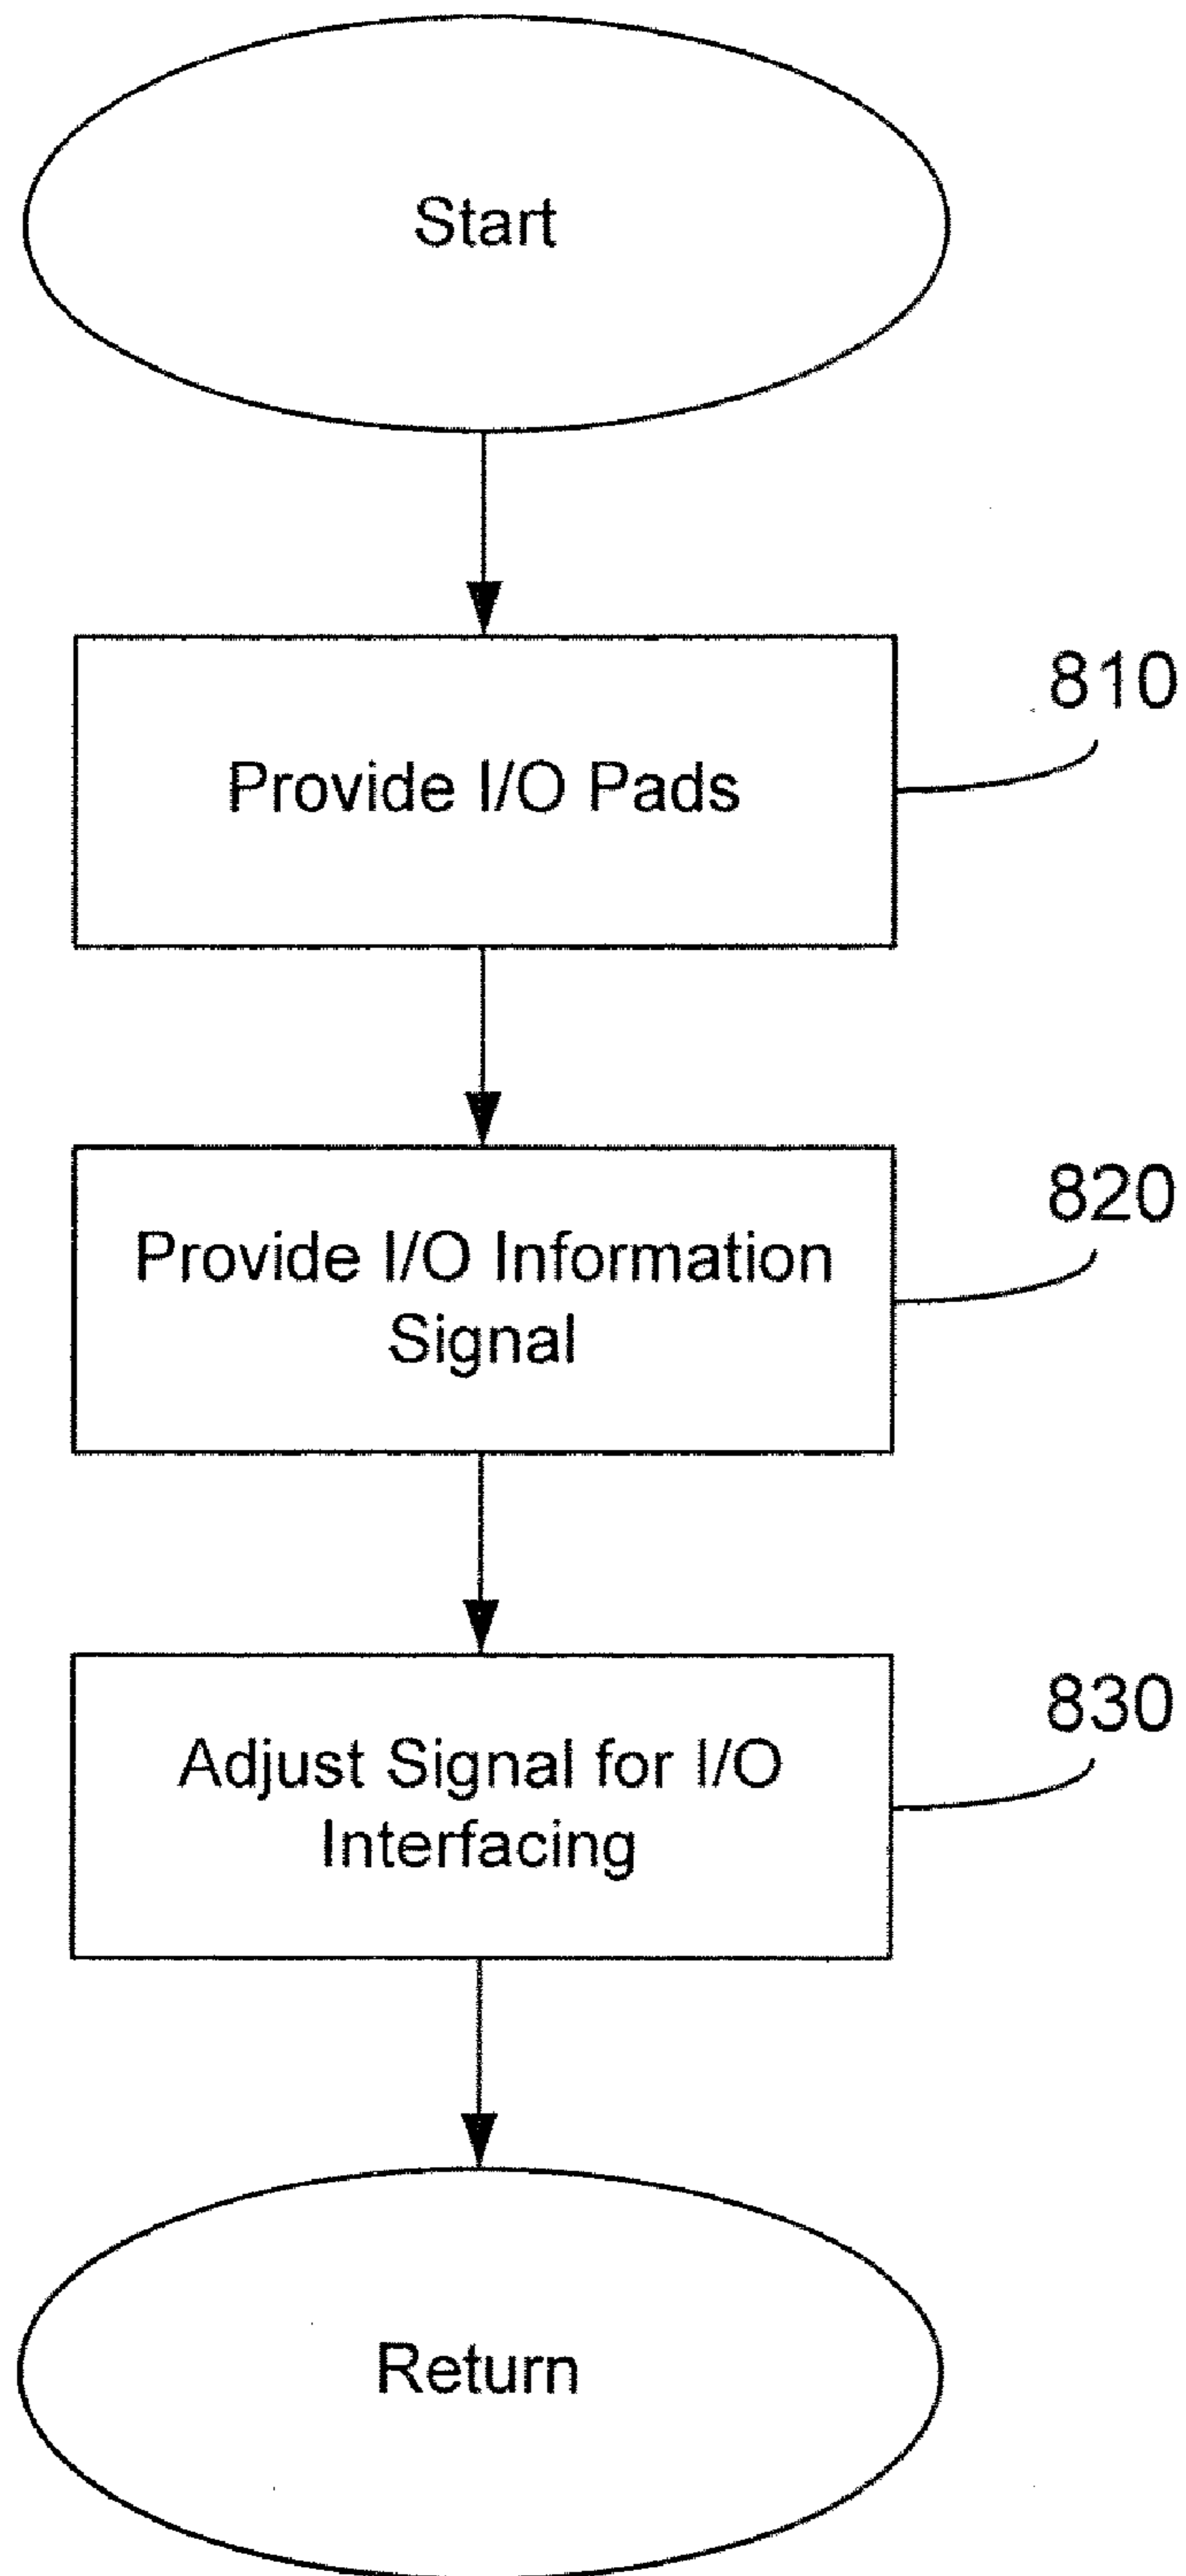 Start
810
Provide I/O Pads
820
Provide I/O Information
Signal
830
Adjust Signal for I/O
Interfacing
Return